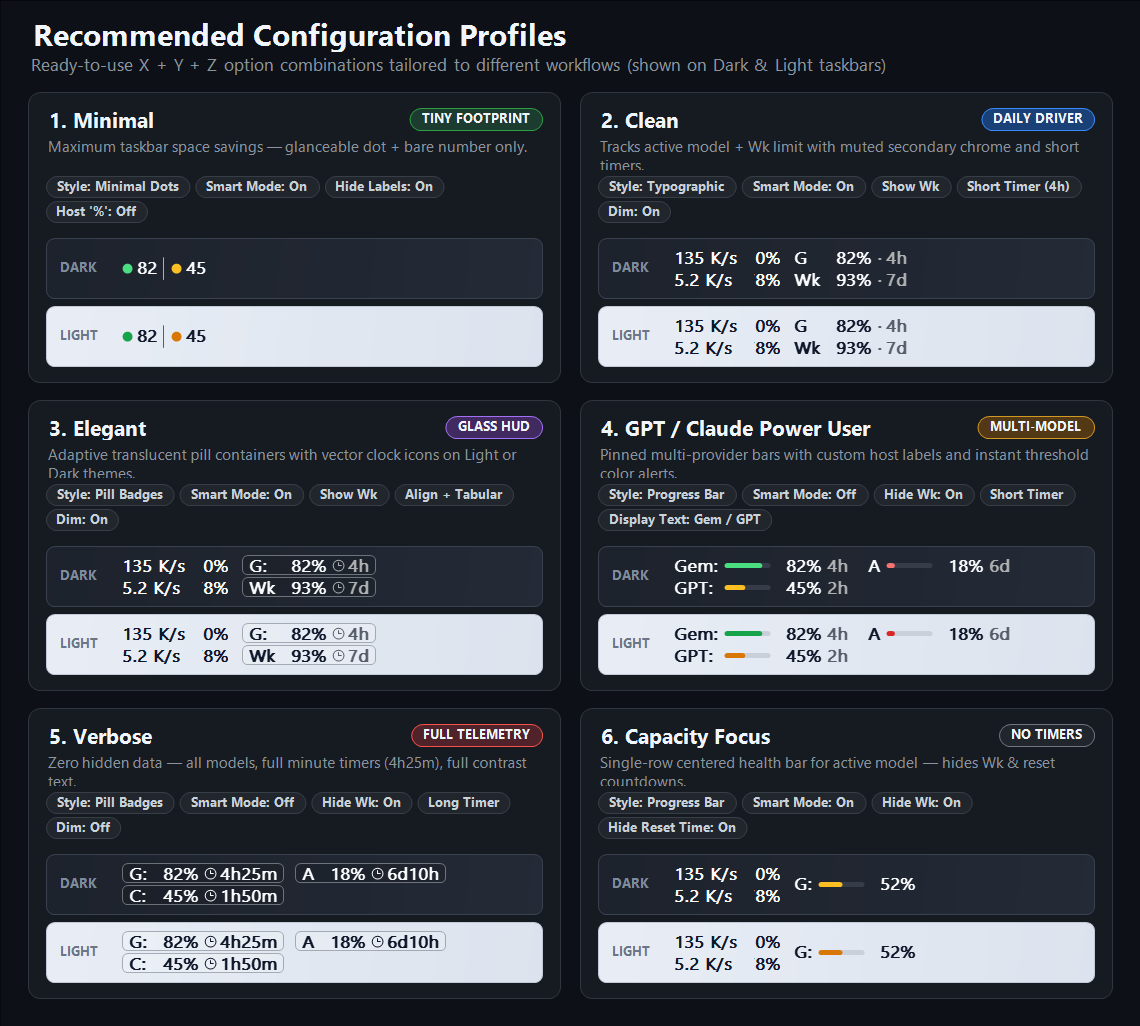 Recommended Configuration Profiles
Ready-to-use X + Y + Z option combinations tailored to different workflows (shown on Dark & Light taskbars)
1. Minimal
TINY FOOTPRINT
Maximum taskbar space savings — glanceable dot + bare number only.
Style: Minimal Dots Smart Mode: On Hide Labels: On
Host '%': Off
DARK 82 45
LIGHT 82 45
2. Clean
DAILY DRIVER
Tracks active model + Wk limit with muted secondary chrome and short
timers.
Style: Typographic Smart Mode: On Show Wk Short Timer (4h)
Dim: On
DARK
135 K/s 0% G 82% · 4h
5.2 K/s 8% Wk 93% · 7d
LIGHT
135 K/s 0% G 82% · 4h
5.2 K/s 8% Wk 93% · 7d
3. Elegant
GLASS HUD
Adaptive translucent pill containers with vector clock icons on Light or
Dark themes.
Style: Pill Badges Smart Mode: On Show Wk Align + Tabular
Dim: On
DARK
135 K/s 0% G: 82% 4h
5.2 K/s 8% Wk 93% 7d
LIGHT
135 K/s 0% G: 82% 4h
5.2 K/s 8% Wk 93% 7d
4. GPT / Claude Power User
MULTI-MODEL
Pinned multi-provider bars with custom host labels and instant threshold
color alerts.
Style: Progress Bar Smart Mode: Off Hide Wk: On Short Timer
Display Text: Gem / GPT
DARK
Gem: 82% 4h A 18% 6d
GPT: 45% 2h
LIGHT
Gem: 82% 4h A 18% 6d
GPT: 45% 2h
5. Verbose
FULL TELEMETRY
Zero hidden data — all models, full minute timers (4h25m), full contrast
text.
Style: Pill Badges Smart Mode: Off Hide Wk: On Long Timer
Dim: Off
DARK
G: 82% 4h25m A 18% 6d10h
C: 45% 1h50m
LIGHT
G: 82% 4h25m A 18% 6d10h
C: 45% 1h50m
6. Capacity Focus
NO TIMERS
Single-row centered health bar for active model — hides Wk & reset
countdowns.
Style: Progress Bar Smart Mode: On Hide Wk: On
Hide Reset Time: On
DARK
135 K/s 0%
5.2 K/s 8%
G: 52%
LIGHT
135 K/s 0%
5.2 K/s 8%
G: 52%